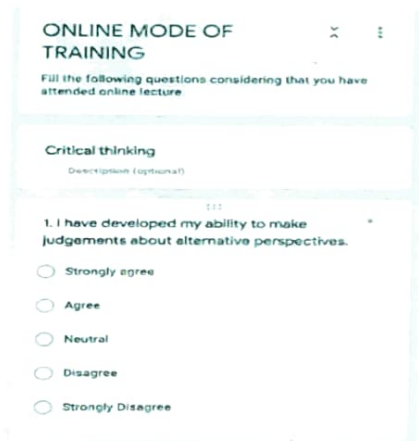 ONLINE MODE OF
TRAINING
Fill the following questions considering that you have
attended online lecture
Critical thinking
Description (optional)
1. I have developed my ability to make
judgements about alternative perspectives.
*
Strongly agree
Agree
Neutral
Disagree
Strongly Disagree